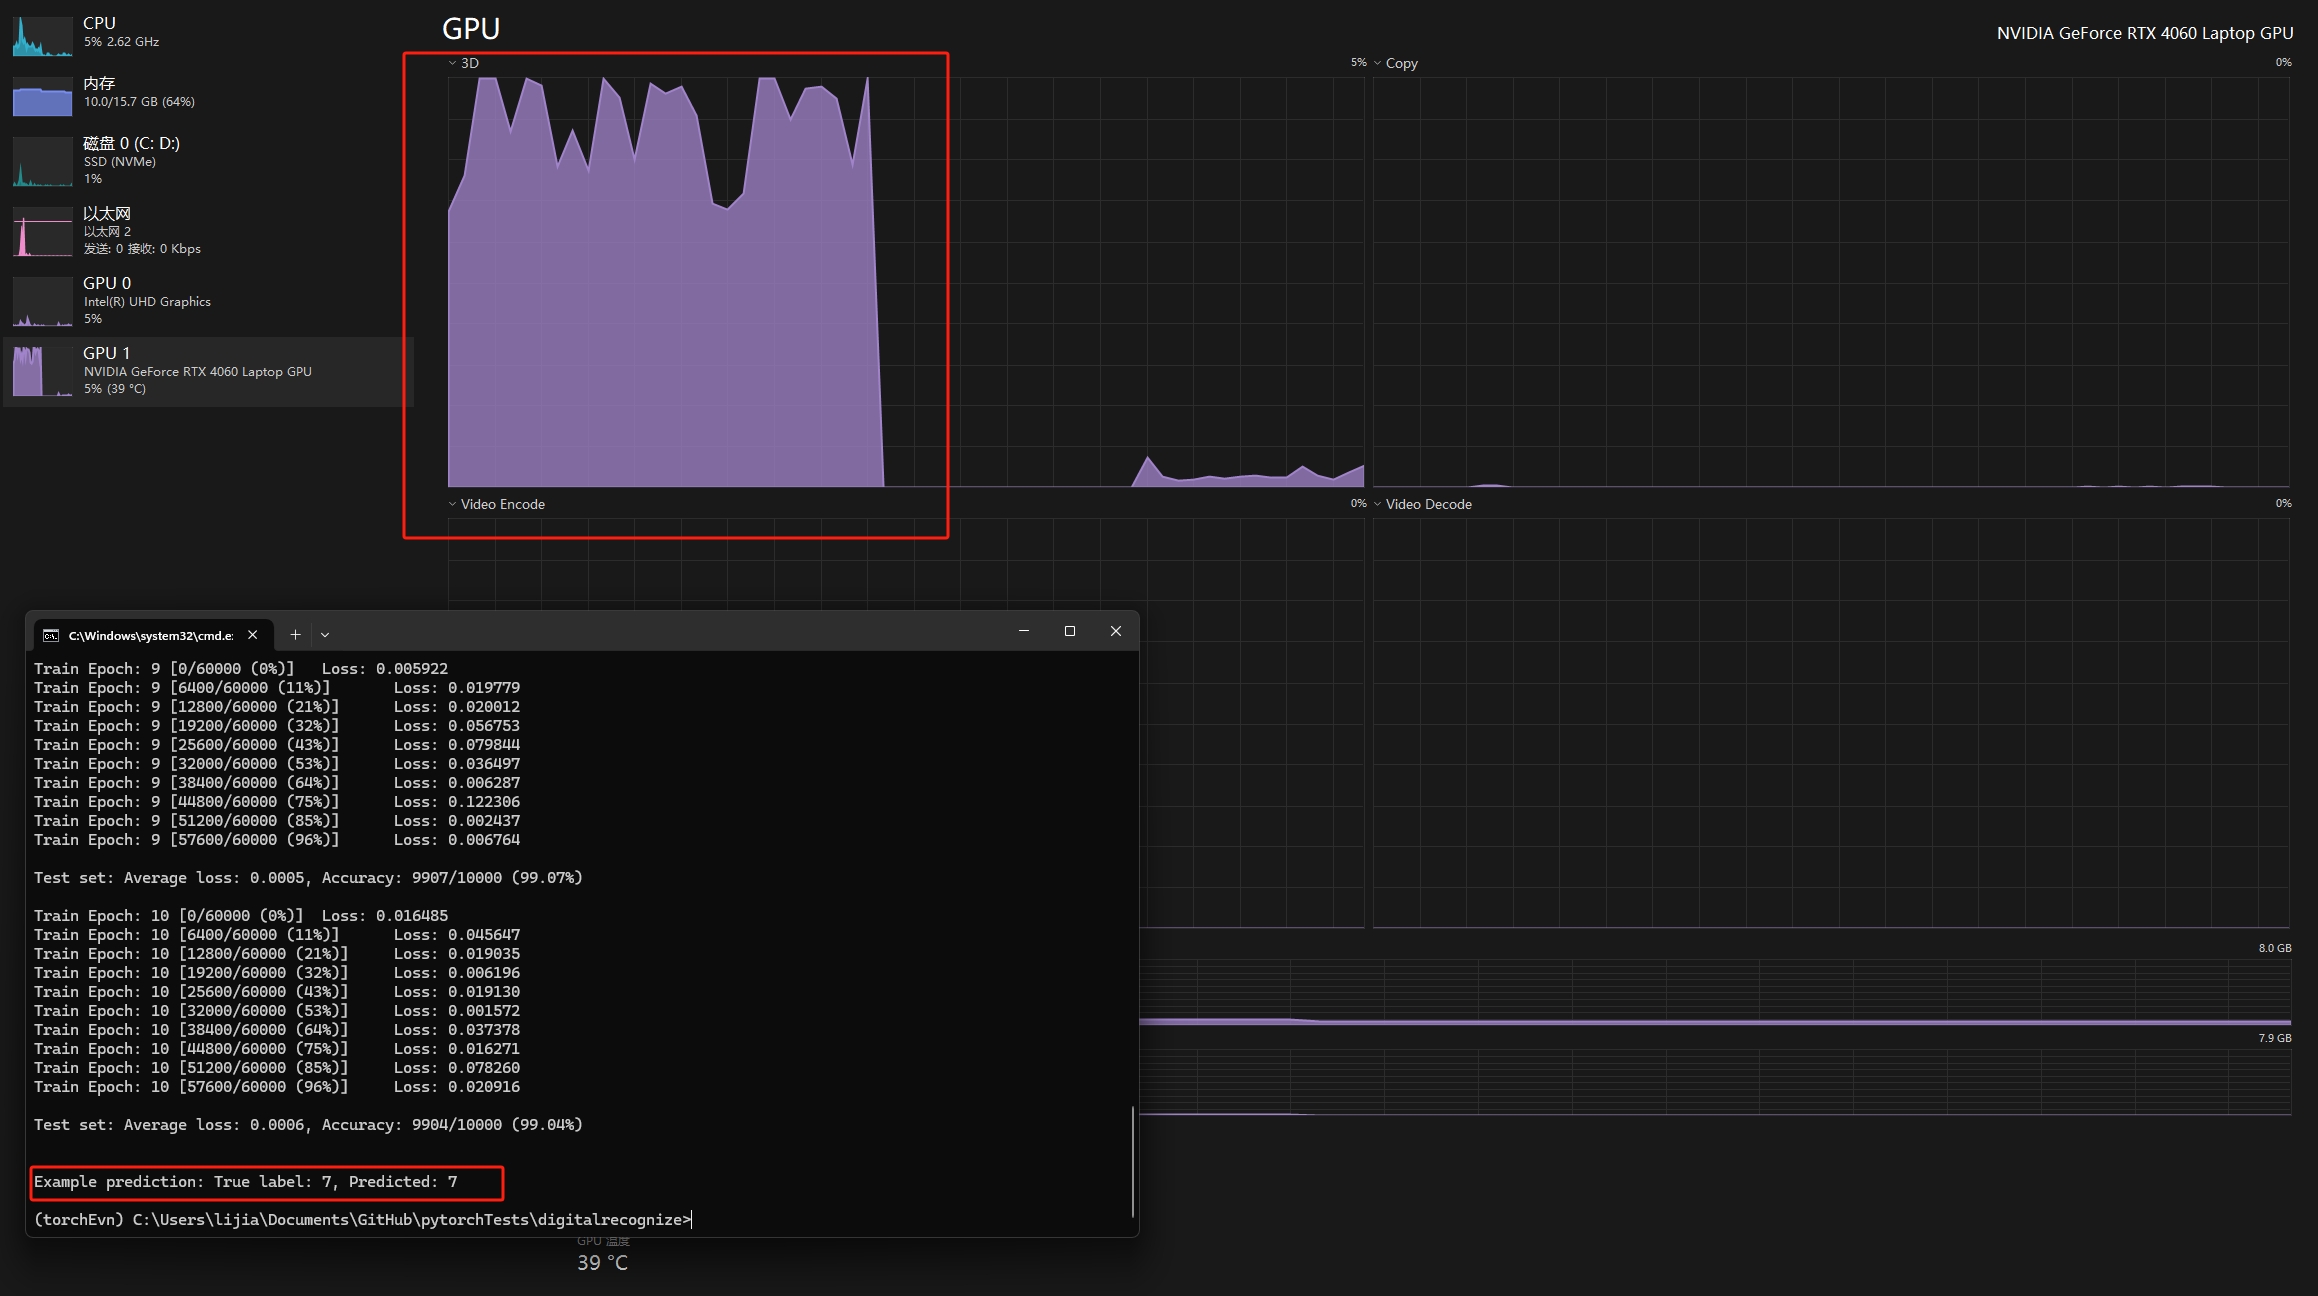 CPU
5% 2.62 GHz
内存
10.0/15.7 GB (64%)
磁盘 0 (C: D:)
SSD (NVMe)
1%
以太网
以太网 2
发送: 0 接收: 0 Kbps
GPU 0
Intel(R) UHD Graphics
5%
GPU 1
NVIDIA GeForce RTX 4060 Laptop GPU
5% (39 °C)
GPU
NVIDIA GeForce RTX 4060 Laptop GPU
3D 5%
Copy 0%
Video Encode 0%
Video Decode 0%
8.0 GB
7.9 GB
C:\Windows\system32\cmd.e:
Train Epoch: 9 [0/60000 (0%)] Loss: 0.005922
Train Epoch: 9 [6400/60000 (11%)] Loss: 0.019779
Train Epoch: 9 [12800/60000 (21%)] Loss: 0.020012
Train Epoch: 9 [19200/60000 (32%)] Loss: 0.056753
Train Epoch: 9 [25600/60000 (43%)] Loss: 0.079844
Train Epoch: 9 [32000/60000 (53%)] Loss: 0.036497
Train Epoch: 9 [38400/60000 (64%)] Loss: 0.006287
Train Epoch: 9 [44800/60000 (75%)] Loss: 0.122306
Train Epoch: 9 [51200/60000 (85%)] Loss: 0.002437
Train Epoch: 9 [57600/60000 (96%)] Loss: 0.006764
Test set: Average loss: 0.0005, Accuracy: 9907/10000 (99.07%)
Train Epoch: 10 [0/60000 (0%)] Loss: 0.016485
Train Epoch: 10 [6400/60000 (11%)] Loss: 0.045647
Train Epoch: 10 [12800/60000 (21%)] Loss: 0.019035
Train Epoch: 10 [19200/60000 (32%)] Loss: 0.006196
Train Epoch: 10 [25600/60000 (43%)] Loss: 0.019130
Train Epoch: 10 [32000/60000 (53%)] Loss: 0.001572
Train Epoch: 10 [38400/60000 (64%)] Loss: 0.037378
Train Epoch: 10 [44800/60000 (75%)] Loss: 0.016271
Train Epoch: 10 [51200/60000 (85%)] Loss: 0.078260
Train Epoch: 10 [57600/60000 (96%)] Loss: 0.020916
Test set: Average loss: 0.0006, Accuracy: 9904/10000 (99.04%)
Example prediction: True label: 7, Predicted: 7
(torchEvn) C:\Users\lijia\Documents\GitHub\pytorchTests\digitalrecognize>
GPU 温度
39 °C